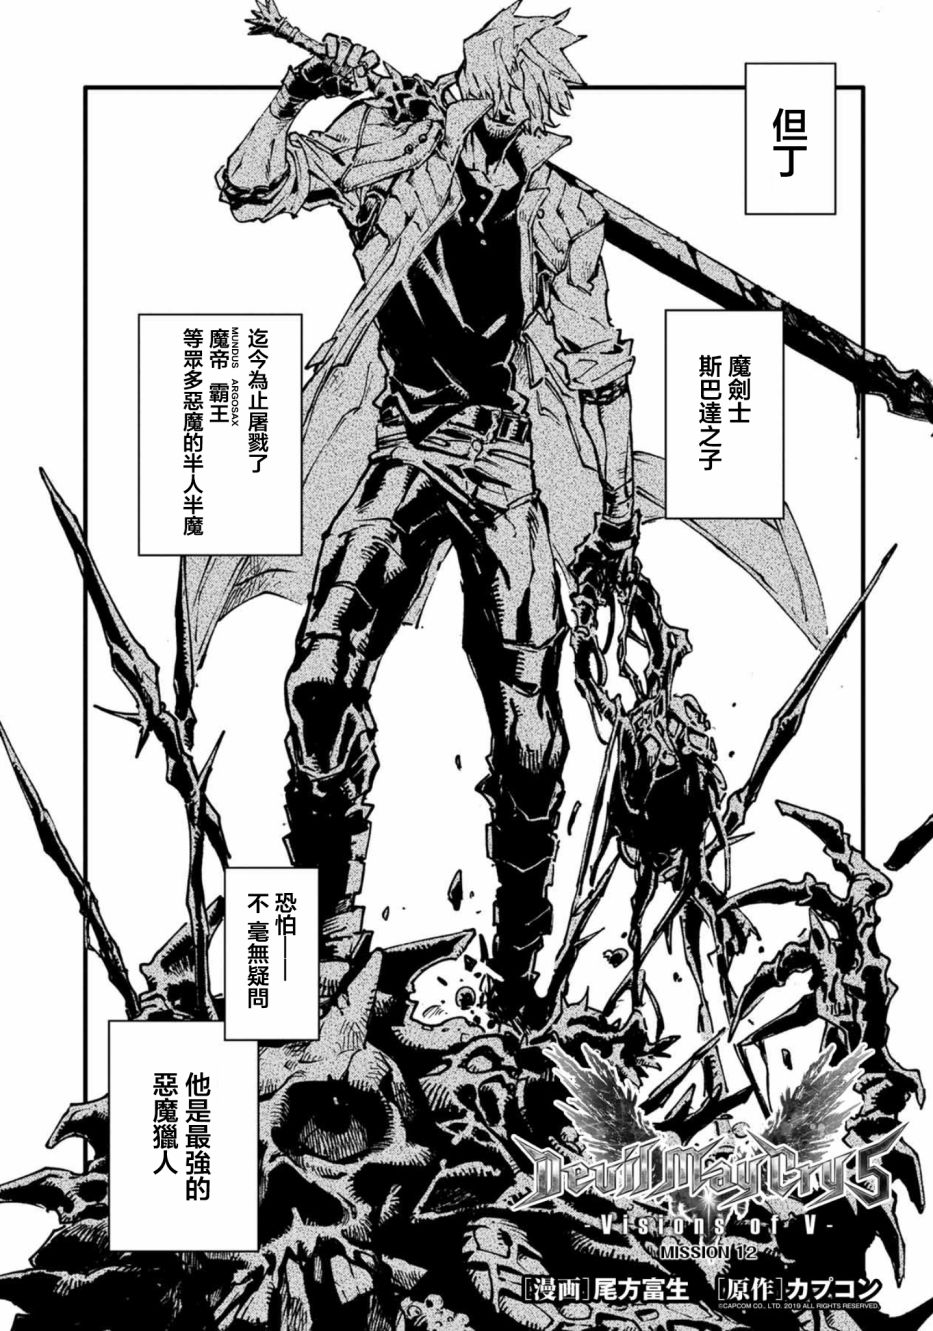 但丁
魔劍士
斯巴達之子
迄今為止屠戮了
魔帝 霸王
MUNDUS ARGOSAX
等眾多惡魔的半人半魔
恐怕——
不 毫無疑問
他是最強的
惡魔獵人
Devil May Cry 5
- Visions of V -
MISSION 12
[漫画]尾方富生 [原作]カプコン
©CAPCOM CO., LTD. 2019 ALL RIGHTS RESERVED.